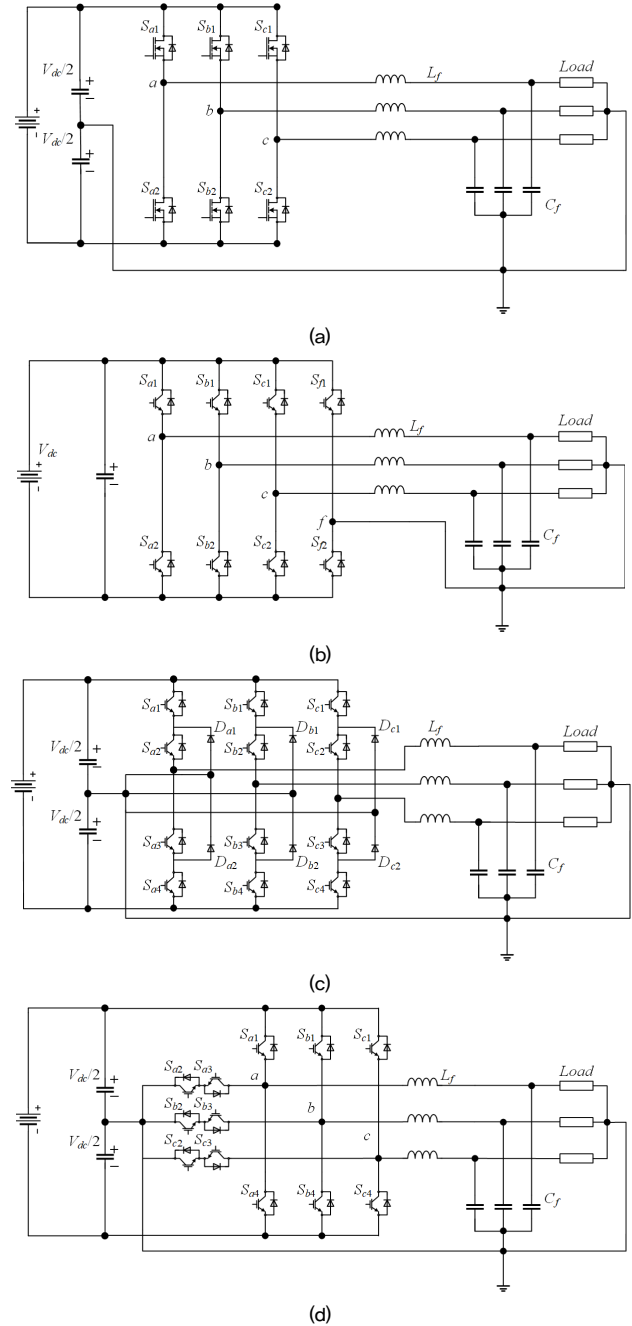 Sa1 Sb1 Sc1
Vdc/2
+
−
a
Lf
Load
b
Vdc/2
+
−
+
-
c
Sa2 Sb2 Sc2
Cf
(a)
Sa1 Sb1 Sc1 Sf1
a
Lf
Load
Vdc
+
-
b
+
−
c
f
Sa2 Sb2 Sc2 Sf2
Cf
(b)
Sa1 Sb1 Sc1
Da1 Db1 Dc1
Lf
Load
Vdc/2
+
−
Sa2 Sb2 Sc2
+
-
Vdc/2
+
−
Sa3 Sb3 Sc3
Da2 Db2 Dc2
Cf
Sa4 Sb4 Sc4
(c)
Sa1 Sb1 Sc1
Vdc/2
+
−
Sa2 Sa3
a
Lf
Load
Sb2 Sb3
b
+
-
Vdc/2
+
−
Sc2 Sc3
c
Sa4 Sb4 Sc4
Cf
(d)